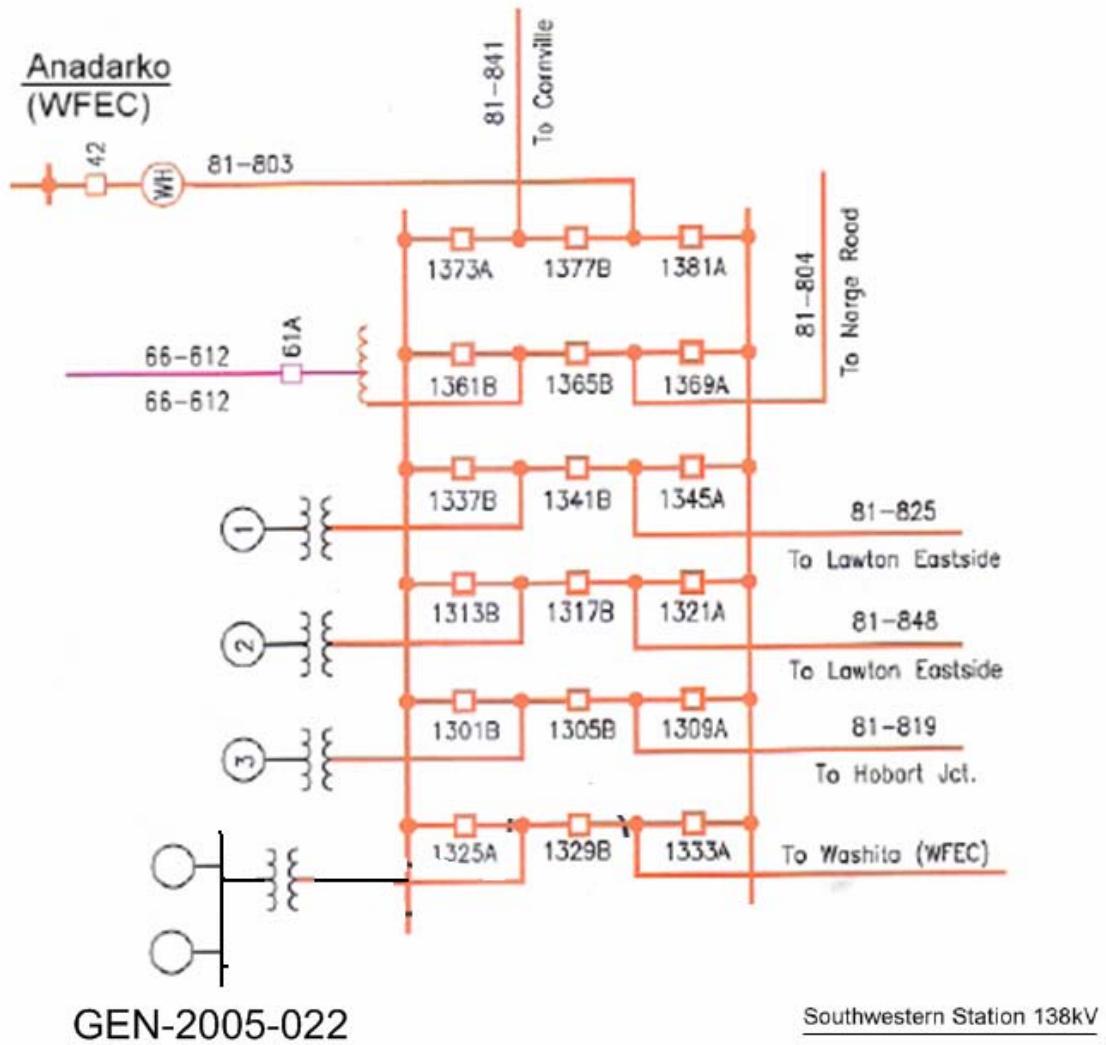 Anadarko
(WFEC)
42
WH
81-803
81-841
To Cornville
1373A
1377B
1381A
81-804
To Norge Road
66-612
66-612
61A
1361B
1365B
1369A
1337B
1341B
1345A
1
81-825
To Lawton Eastside
1313B
1317B
1321A
2
81-848
To Lawton Eastside
1301B
1305B
1309A
3
81-819
To Hobart Jct.
1325A
1329B
1333A
To Washita (WFEC)
GEN-2005-022
Southwestern Station 138kV